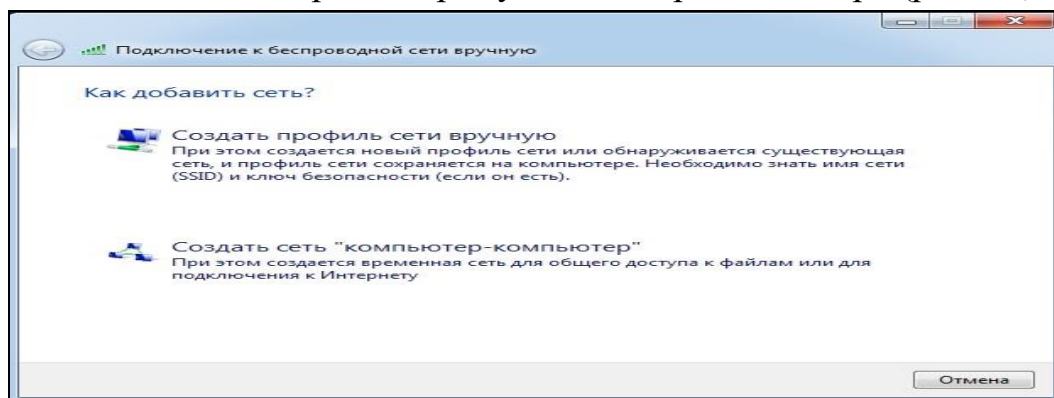 Подключение к беспроводной сети вручную
Как добавить сеть?
Создать профиль сети вручную
При этом создается новый профиль сети или обнаруживается существующая
сеть, и профиль сети сохраняется на компьютере. Необходимо знать имя сети
(SSID) и ключ безопасности (если он есть).
Создать сеть "компьютер-компьютер"
При этом создается временная сеть для общего доступа к файлам или для
подключения к Интернету
Отмена